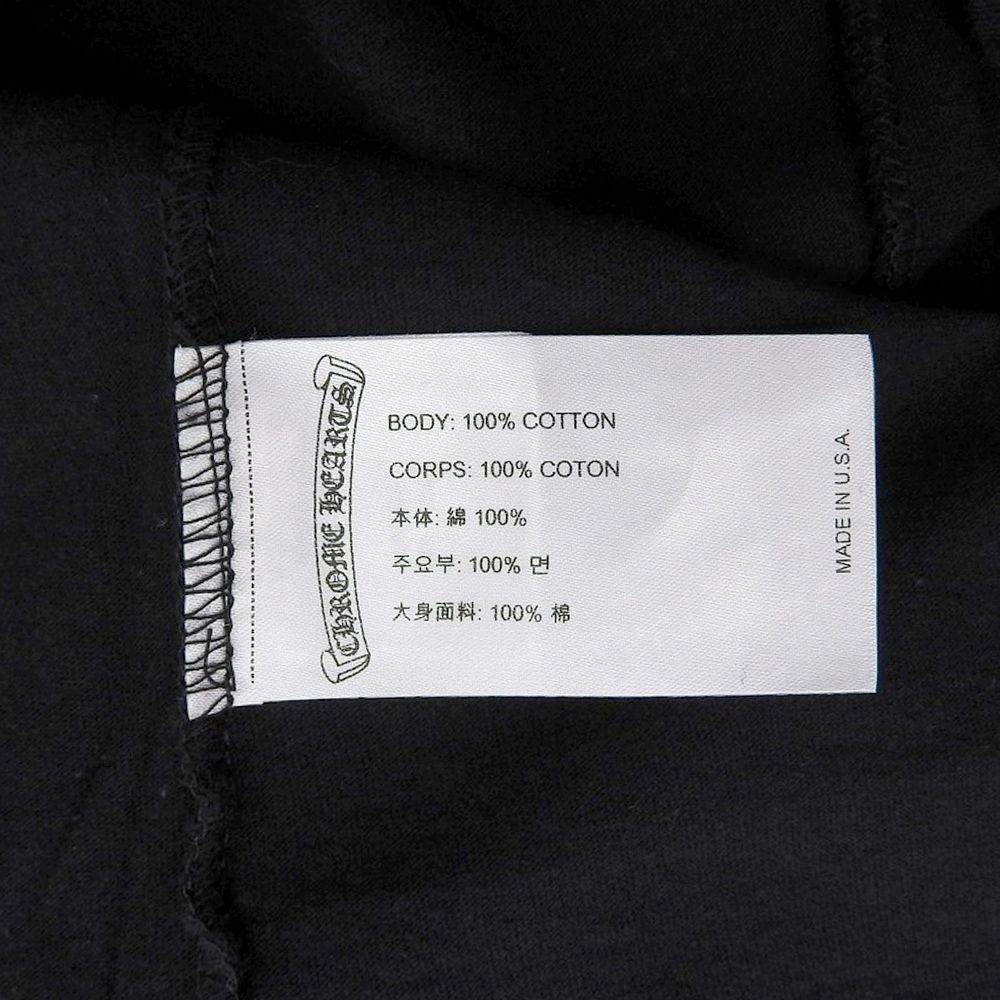 CHROME HEARTS
BODY: 100% COTTON
CORPS: 100% COTON
本体: 綿 100%
주요부: 100% 면
大身面料: 100% 棉
MADE IN U.S.A.